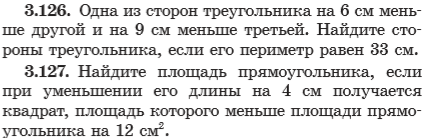 3.126. Одна из сторон треугольника на 6 см мень-
ше другой и на 9 см меньше третьей. Найдите сто-
роны треугольника, если его периметр равен 33 см.
3.127. Найдите площадь прямоугольника, если
при уменьшении его длины на 4 см получается
квадрат, площадь которого меньше площади прямо-
угольника на 12 см².